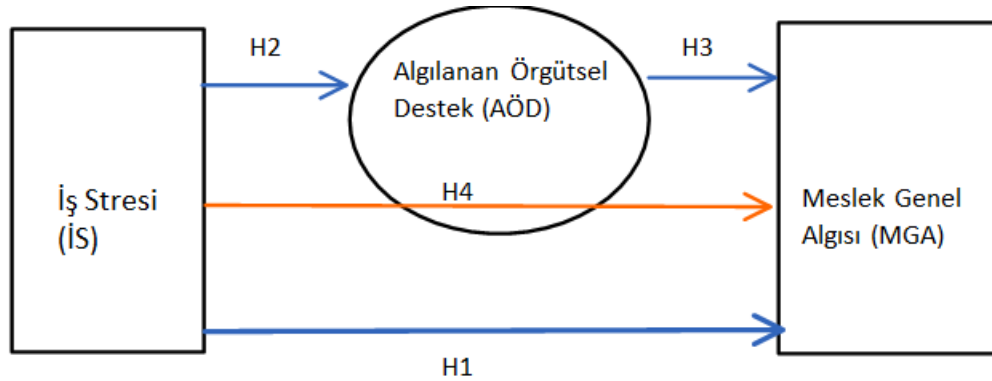 H2
H3
Algılanan Örgütsel
Destek (AÖD)
İş Stresi
(İS)
H4
Meslek Genel
Algısı (MGA)
H1